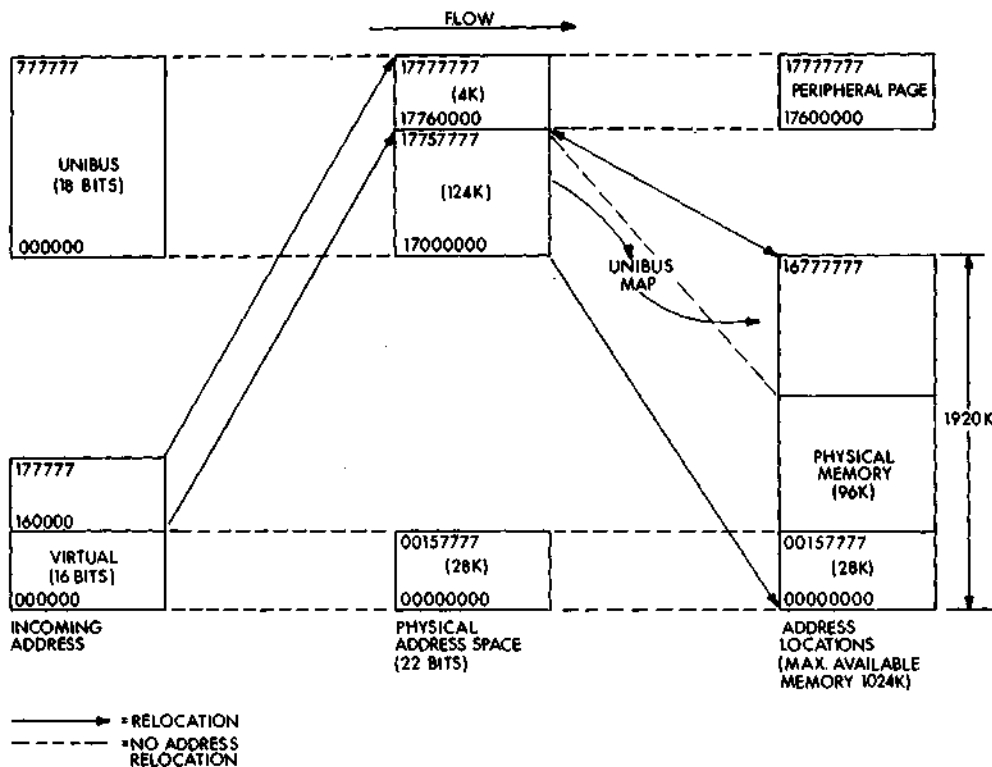 FLOW
777777
UNIBUS
(18 BITS)
000000
177777
160000
VIRTUAL
(16 BITS)
000000
INCOMING
ADDRESS
17777777
(4K)
17760000
17757777
(124K)
17000000
00157777
(28K)
00000000
PHYSICAL
ADDRESS SPACE
(22 BITS)
UNIBUS
MAP
17777777
PERIPHERAL PAGE
17600000
16777777
1920K
PHYSICAL
MEMORY
(96K)
00157777
(28K)
00000000
ADDRESS
LOCATIONS
(MAX. AVAILABLE
MEMORY 1024K)
=RELOCATION
=NO ADDRESS
RELOCATION